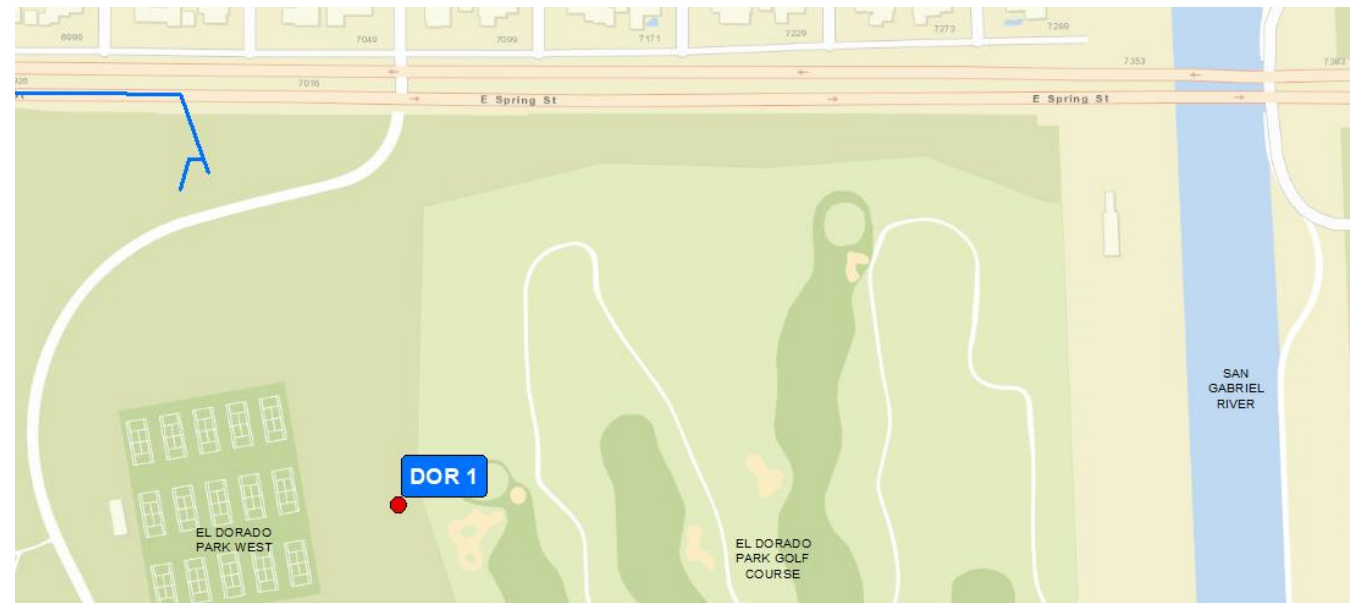 6999
7049
7099
7171
7229
7273
7299
7353
7383
7016
E Spring St
E Spring St
SAN
GABRIEL
RIVER
DOR 1
EL DORADO
PARK WEST
EL DORADO
PARK GOLF
COURSE